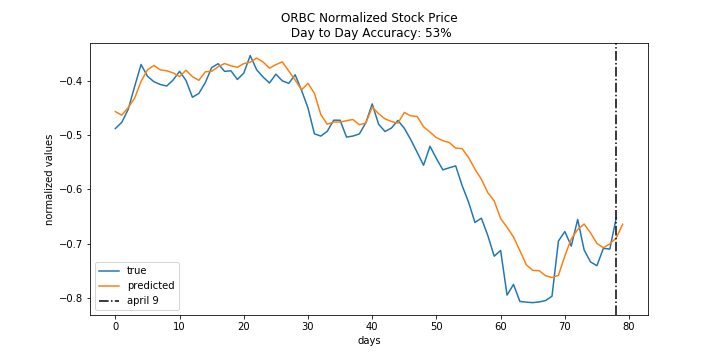 ORBC Normalized Stock Price
Day to Day Accuracy: 53%
normalized values
−0.4
−0.5
−0.6
−0.7
−0.8
true
predicted
april 9
0 10 20 30 40 50 60 70 80
days